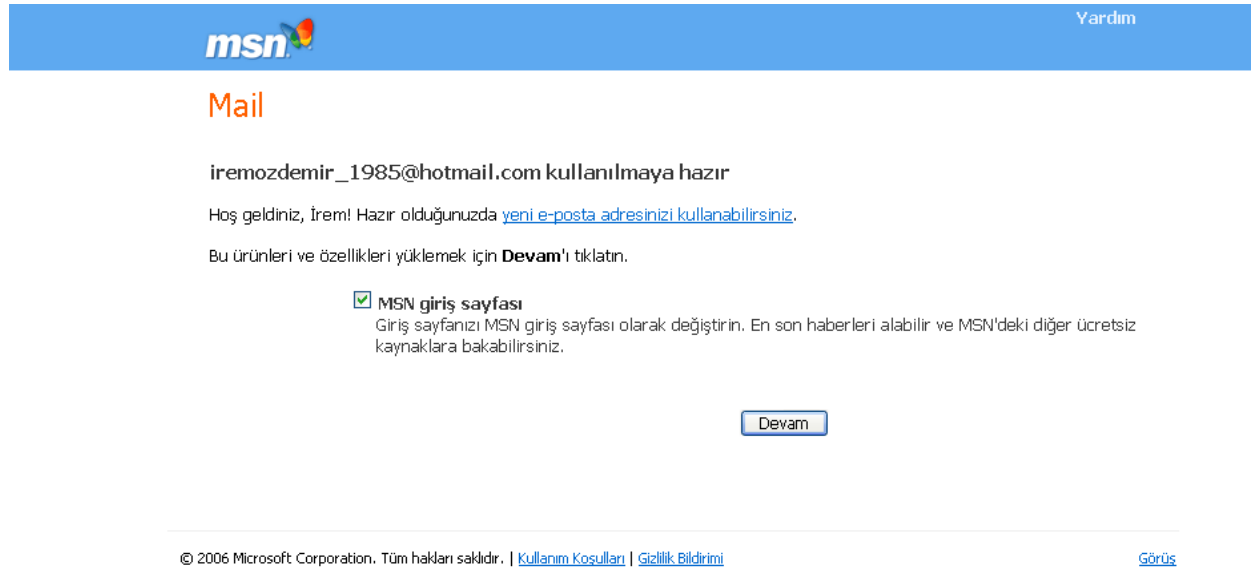 msn
Yardım
Mail
iremozdemir_1985@hotmail.com kullanılmaya hazır
Hoş geldiniz, İrem! Hazır olduğunuzda yeni e-posta adresinizi kullanabilirsiniz.
Bu ürünleri ve özellikleri yüklemek için Devam'ı tıklatın.
MSN giriş sayfası
Giriş sayfanızı MSN giriş sayfası olarak değiştirin. En son haberleri alabilir ve MSN'deki diğer ücretsiz
kaynaklara bakabilirsiniz.
Devam
© 2006 Microsoft Corporation. Tüm hakları saklıdır. | Kullanım Koşulları | Gizlilik Bildirimi
Görüş